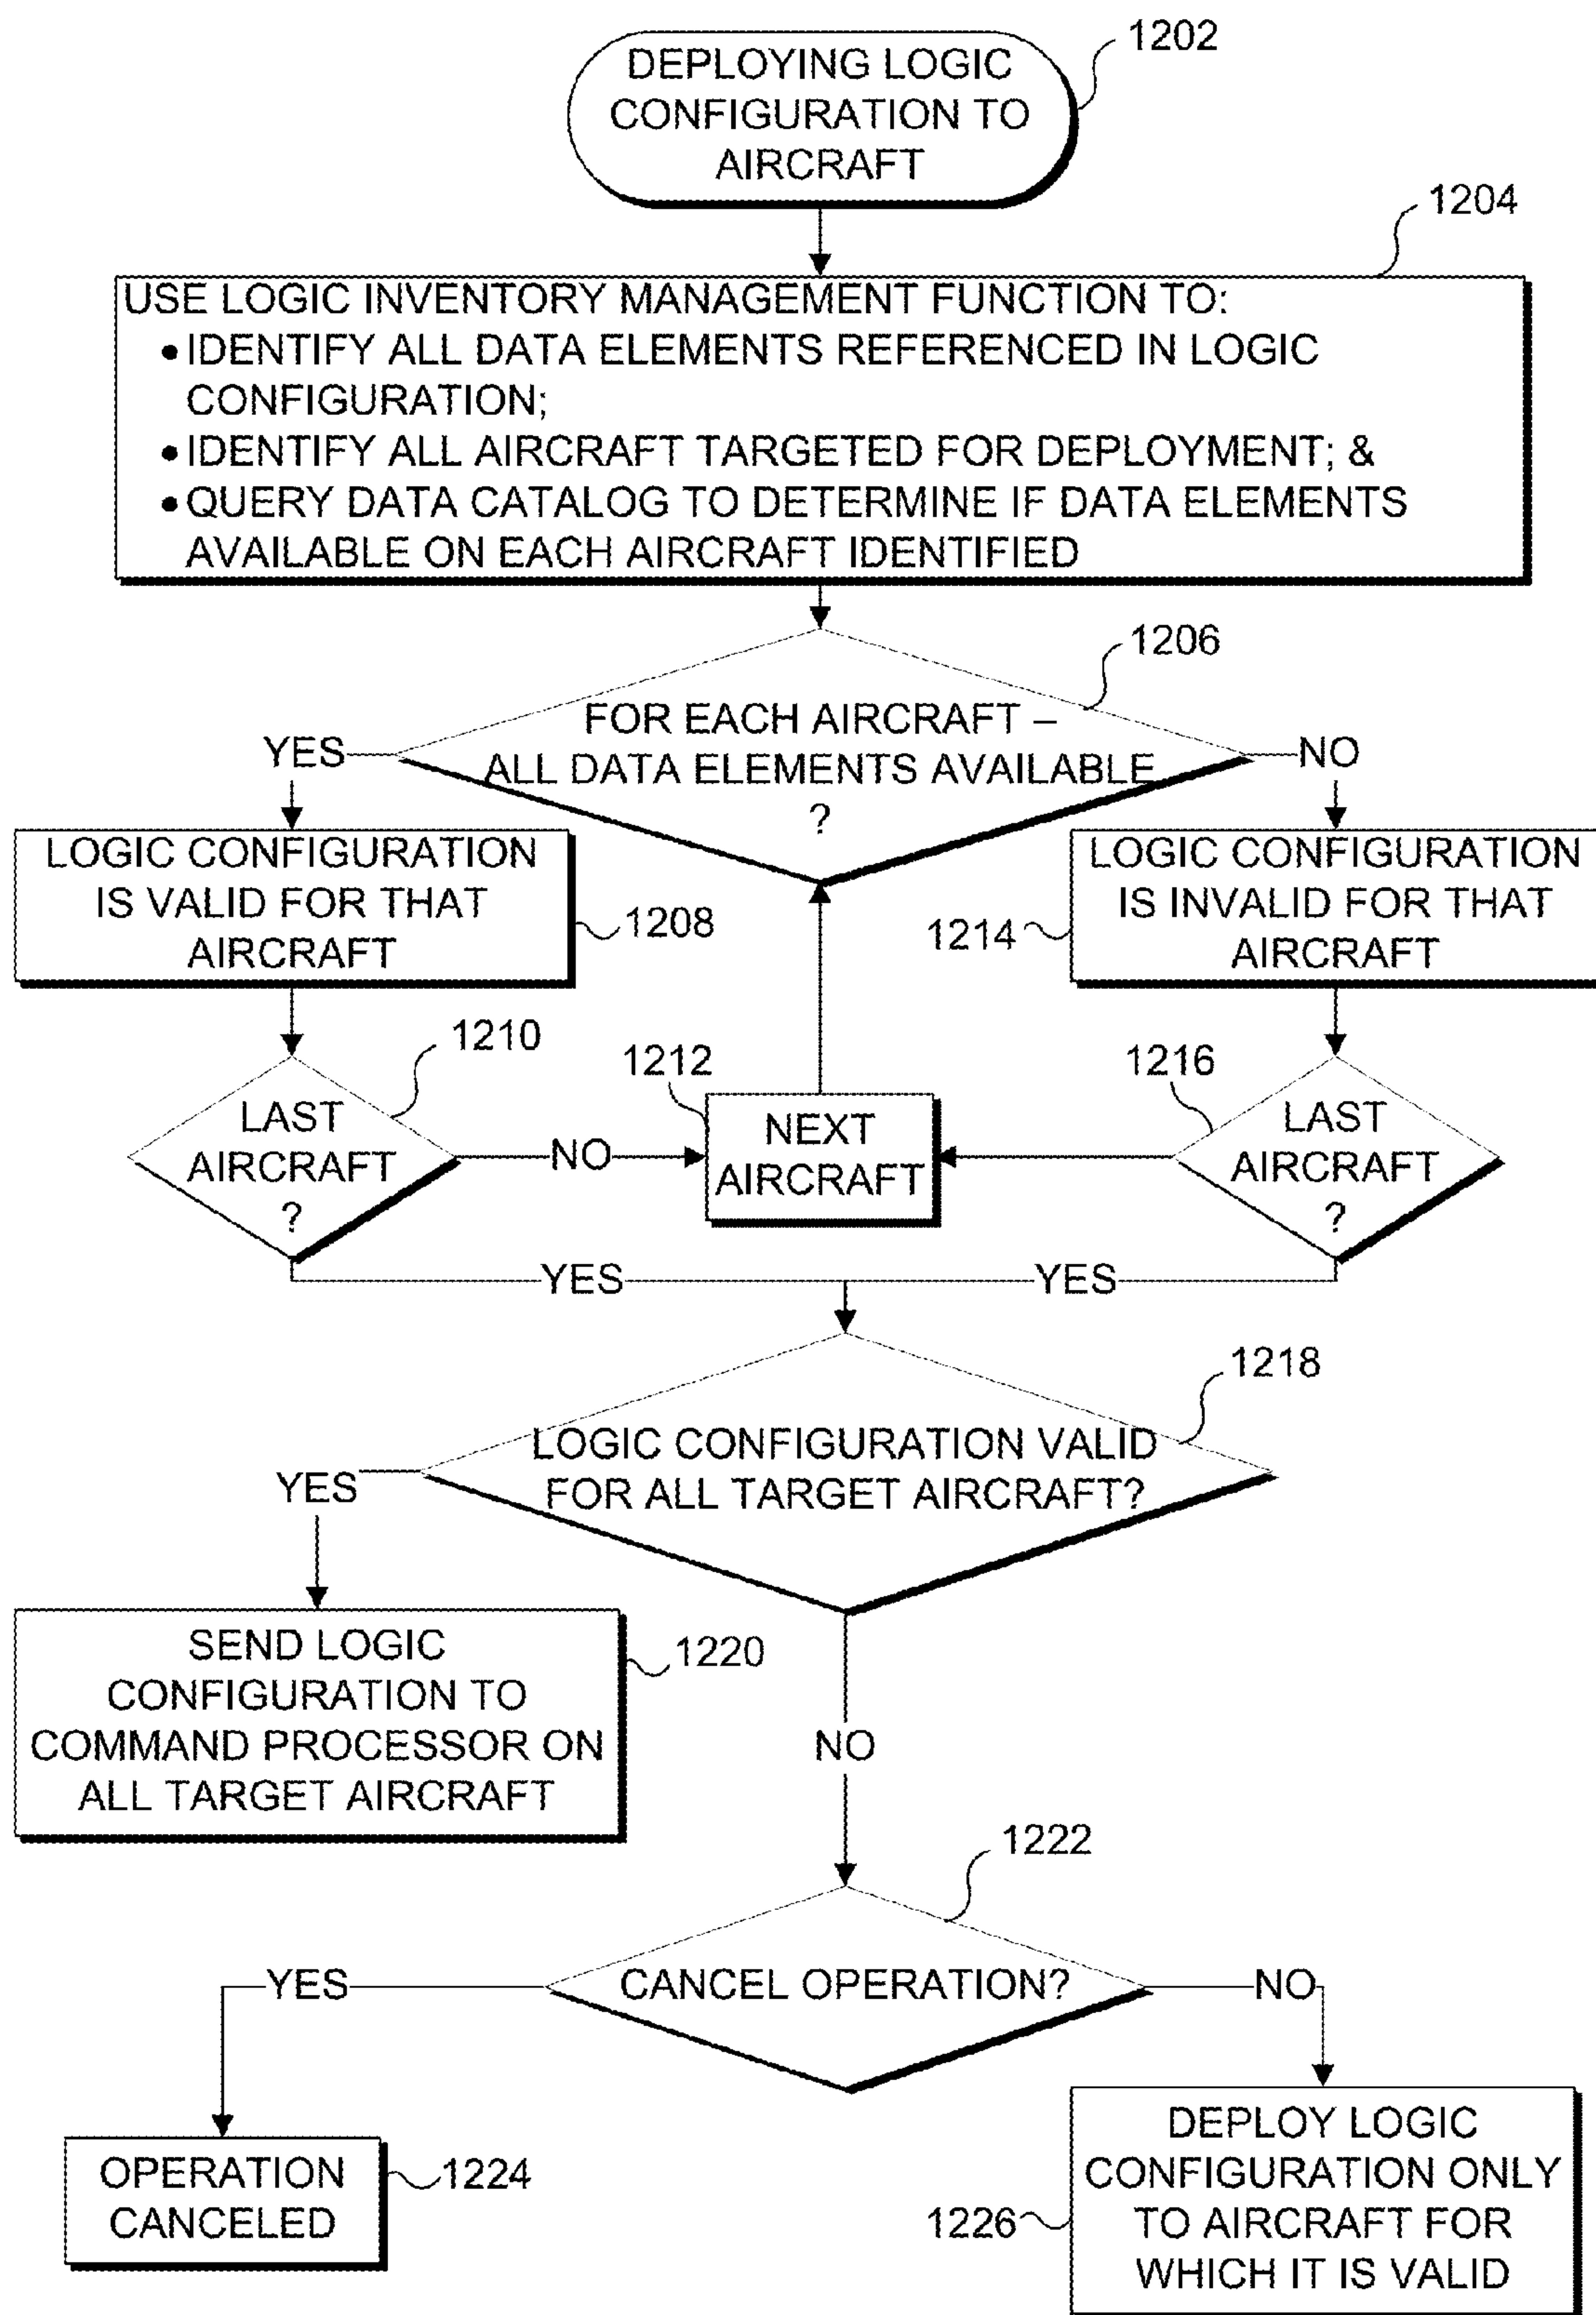 DEPLOYING LOGIC
CONFIGURATION TO
AIRCRAFT
1202
1204
USE LOGIC INVENTORY MANAGEMENT FUNCTION TO:
• IDENTIFY ALL DATA ELEMENTS REFERENCED IN LOGIC
CONFIGURATION;
• IDENTIFY ALL AIRCRAFT TARGETED FOR DEPLOYMENT; &
• QUERY DATA CATALOG TO DETERMINE IF DATA ELEMENTS
AVAILABLE ON EACH AIRCRAFT IDENTIFIED
1206
FOR EACH AIRCRAFT –
ALL DATA ELEMENTS AVAILABLE
?
YES
NO
LOGIC CONFIGURATION
IS VALID FOR THAT
AIRCRAFT
1208
1214
LOGIC CONFIGURATION
IS INVALID FOR THAT
AIRCRAFT
1210
LAST
AIRCRAFT
?
NO
1212
NEXT
AIRCRAFT
1216
LAST
AIRCRAFT
?
YES
YES
1218
LOGIC CONFIGURATION VALID
FOR ALL TARGET AIRCRAFT?
YES
SEND LOGIC
CONFIGURATION TO
COMMAND PROCESSOR ON
ALL TARGET AIRCRAFT
1220
NO
1222
CANCEL OPERATION?
YES
NO
OPERATION
CANCELED
1224
1226
DEPLOY LOGIC
CONFIGURATION ONLY
TO AIRCRAFT FOR
WHICH IT IS VALID